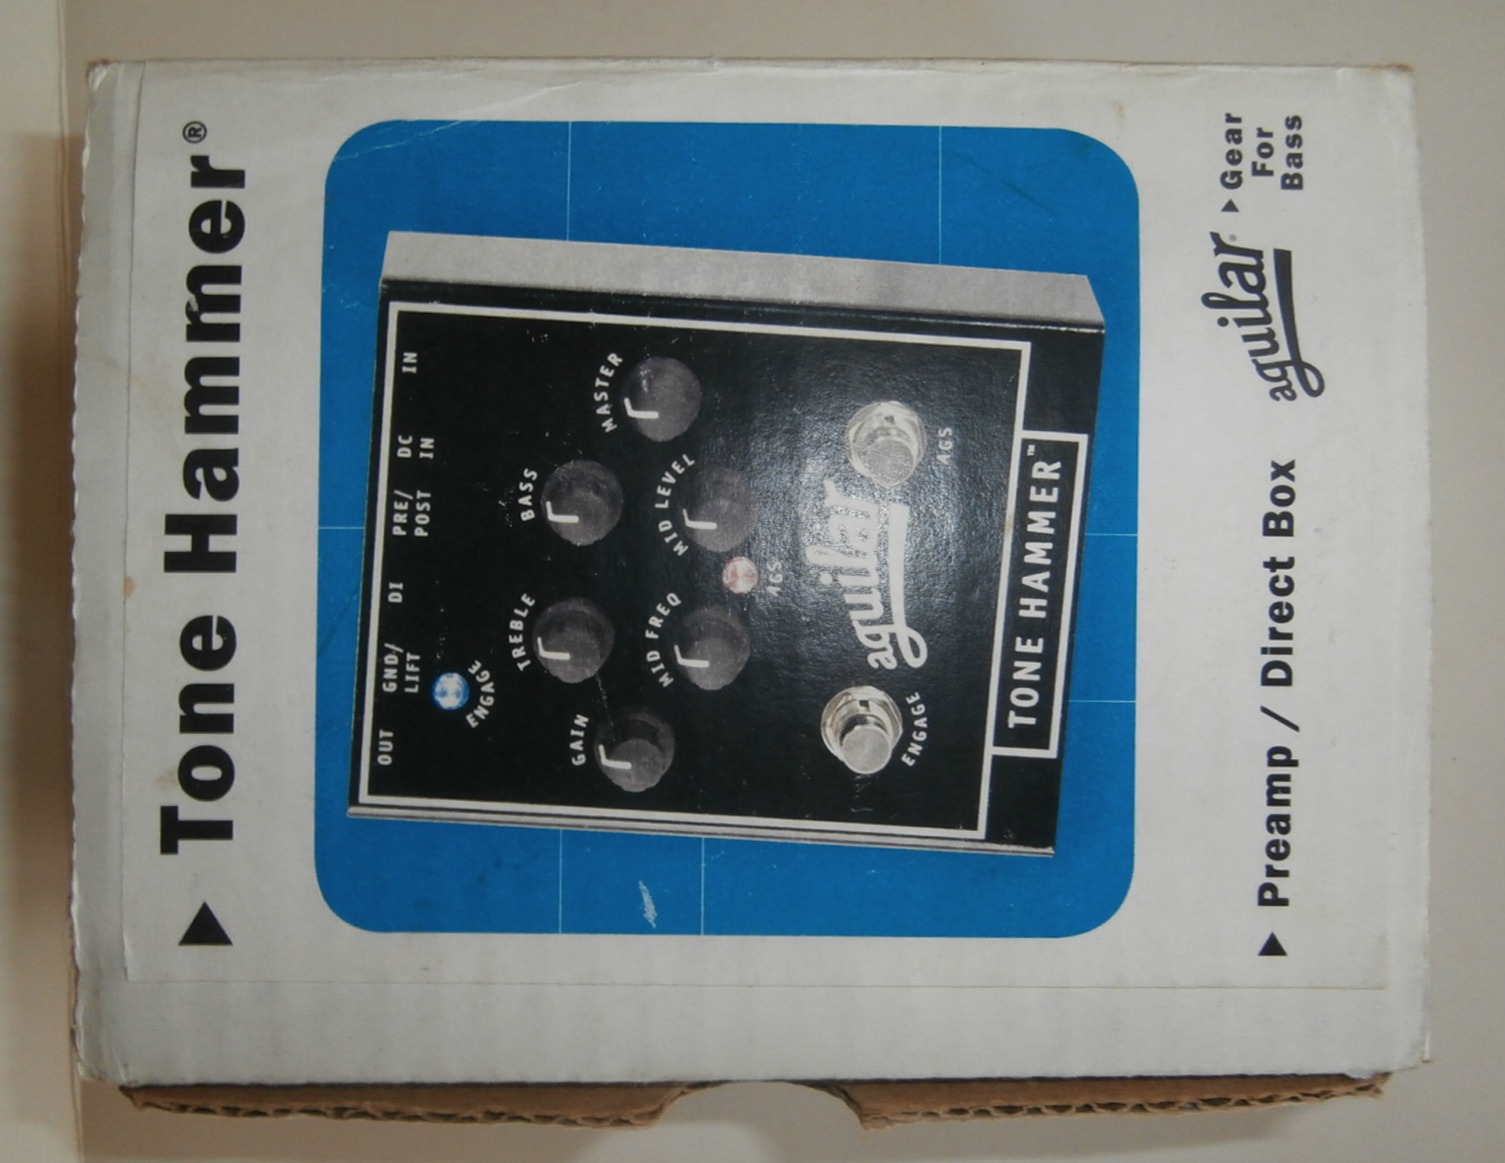 ▶ Tone Hammer®
OUT GND/ DI PRE/ DC IN
LIFT POST IN
ENGAGE
TREBLE BASS
GAIN MASTER
MID FREQ MID LEVEL
AGS
aguilar
ENGAGE AGS
TONE HAMMER™
▶ Preamp / Direct Box
aguilar® ▶ Gear
For
Bass